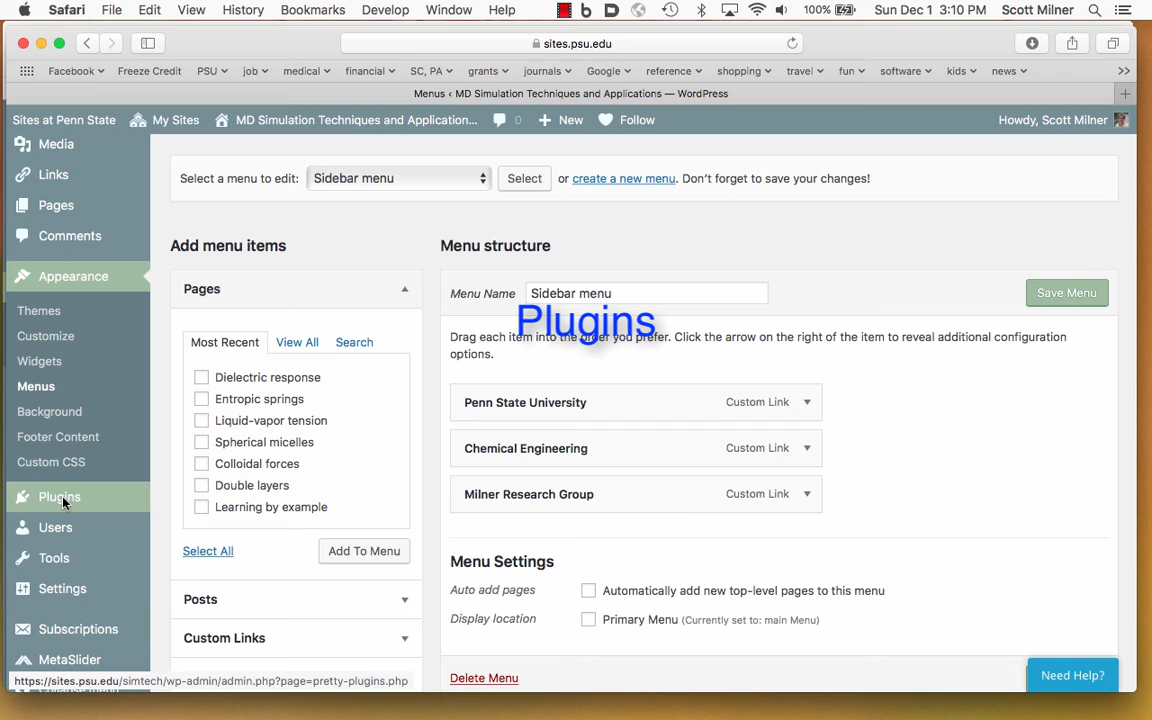 Safari File Edit View History Bookmarks Develop Window Help 100% Sun Dec 1 3:10 PM Scott Milner
sites.psu.edu
Facebook Freeze Credit PSU job medical financial SC, PA grants journals Google reference shopping travel fun software kids news >>
Menus < MD Simulation Techniques and Applications — WordPress +
Sites at Penn State My Sites MD Simulation Techniques and Application... 0 + New Follow Howdy, Scott Milner
Media
Links
Pages
Comments
Appearance
Themes
Customize
Widgets
Menus
Background
Footer Content
Custom CSS
Plugins
Users
Tools
Settings
Subscriptions
MetaSlider
https://sites.psu.edu/simtech/wp-admin/admin.php?page=pretty-plugins.php
Select a menu to edit: Sidebar menu Select or create a new menu. Don't forget to save your changes!
Add menu items
Pages
Most Recent View All Search
Dielectric response
Entropic springs
Liquid-vapor tension
Spherical micelles
Colloidal forces
Double layers
Learning by example
Select All Add To Menu
Posts
Custom Links
Menu structure
Menu Name Sidebar menu Save Menu
Plugins
Drag each item into the order you prefer. Click the arrow on the right of the item to reveal additional configuration
options.
Penn State University Custom Link
Chemical Engineering Custom Link
Milner Research Group Custom Link
Menu Settings
Auto add pages Automatically add new top-level pages to this menu
Display location Primary Menu (Currently set to: main Menu)
Delete Menu
Need Help?